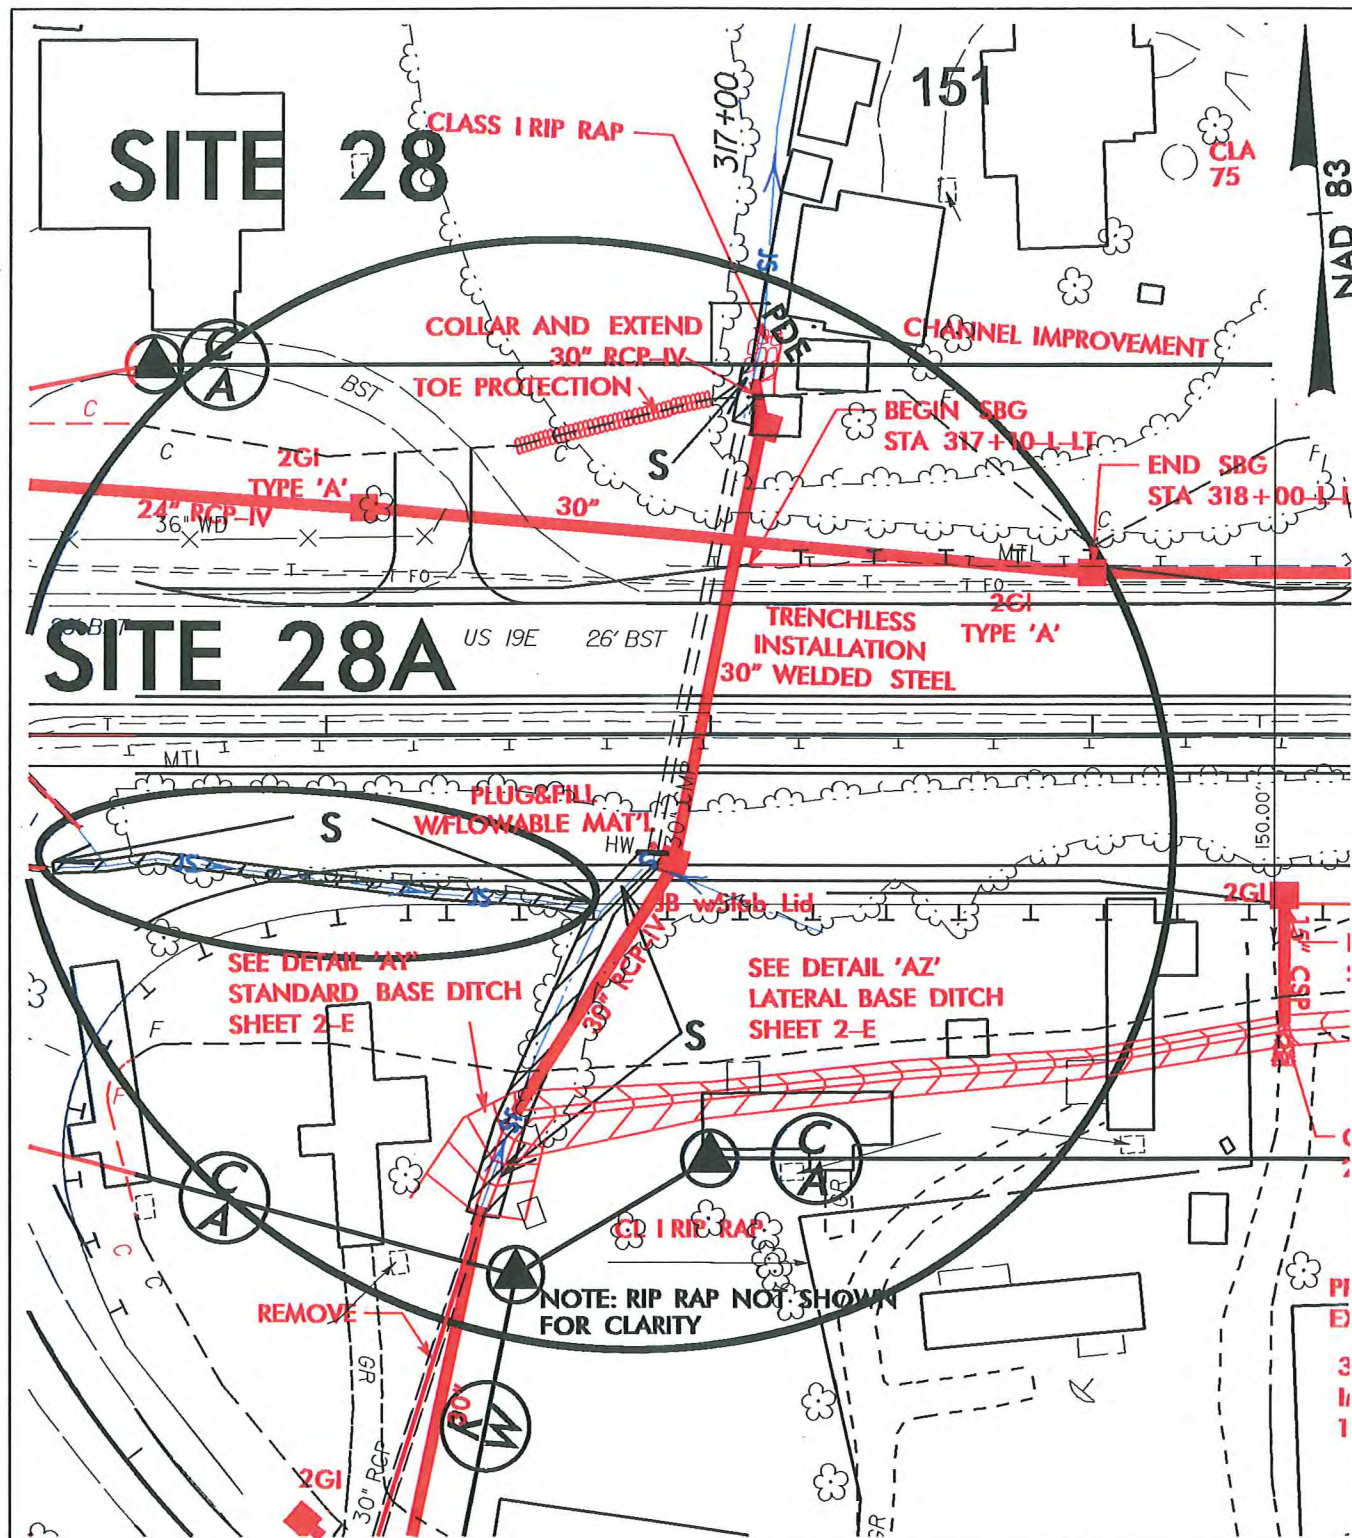 151
317+00
CLASS I RIP RAP
SITE 28
CLA
75
NAD 83
JS
COLLAR AND EXTEND
30" RCP-IV
TOE PROTECTION
PDE
CHANNEL IMPROVEMENT
C
A
BST
C
F
BEGIN SBG
STA 317+10-L-LT
C
2GI
TYPE 'A'
24" RCP-IV
36" WD
S
30"
END SBG
STA 318+00-L-L
F
C
MTL
FO
FO
2GI
TYPE 'A'
TRENCHLESS
INSTALLATION
30" WELDED STEEL
SITE 28A
US 19E
26' BST
MTL
PLUG&FILL
W/FLOWABLE MAT'L
S
HW
150.00'
JS
JS
JB w/Slab Lid
2GI
15" CSP
30" RCP-IV
SEE DETAIL 'AY'
STANDARD BASE DITCH
SHEET 2-E
SEE DETAIL 'AZ'
LATERAL BASE DITCH
SHEET 2-E
S
F
F
JS
C
A
C
A
GR
CL I RIP RAP
C
C
NOTE: RIP RAP NOT SHOWN
FOR CLARITY
REMOVE
GR
30"
W
2GI
30" RCP
GR